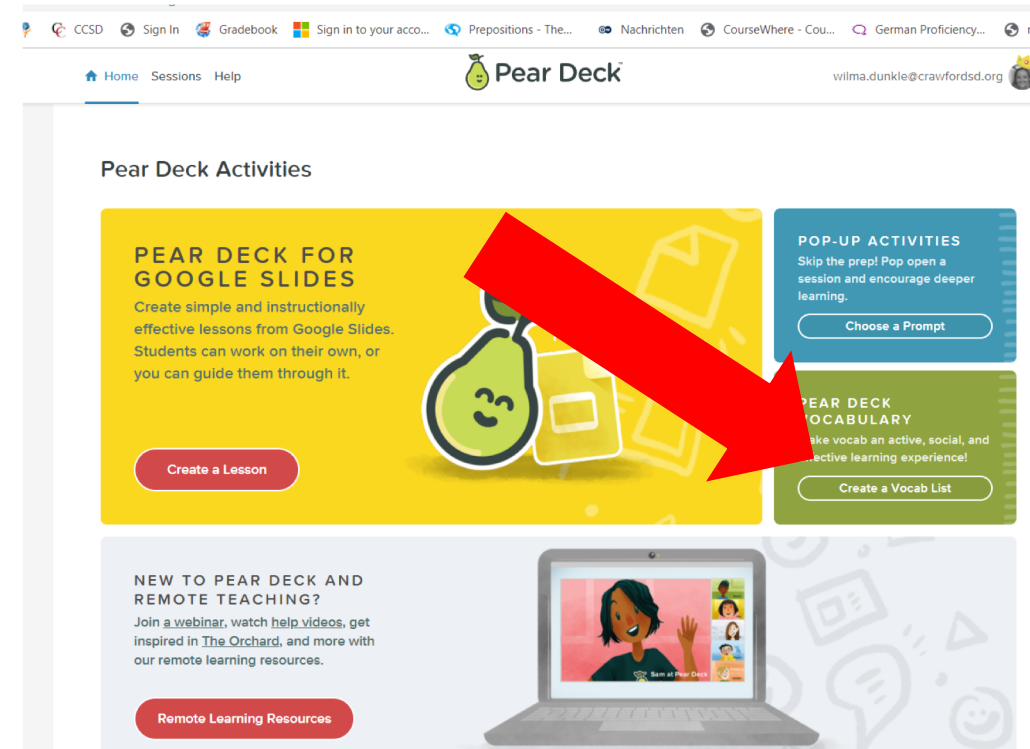 CCSD Sign In Gradebook Sign in to your acco... Prepositions - The... Nachrichten CourseWhere - Cou... German Proficiency...
Home Sessions Help
Pear Deck™
wilma.dunkle@crawfordsd.org
Pear Deck Activities
PEAR DECK FOR
GOOGLE SLIDES
Create simple and instructionally
effective lessons from Google Slides.
Students can work on their own, or
you can guide them through it.
Create a Lesson
POP-UP ACTIVITIES
Skip the prep! Pop open a
session and encourage deeper
learning.
Choose a Prompt
PEAR DECK
VOCABULARY
vocab an active, social, and
learning experience!
Create a Vocab List
NEW TO PEAR DECK AND
REMOTE TEACHING?
Join a webinar, watch help videos, get
inspired in The Orchard, and more with
our remote learning resources.
Remote Learning Resources
Sam at Pear Deck